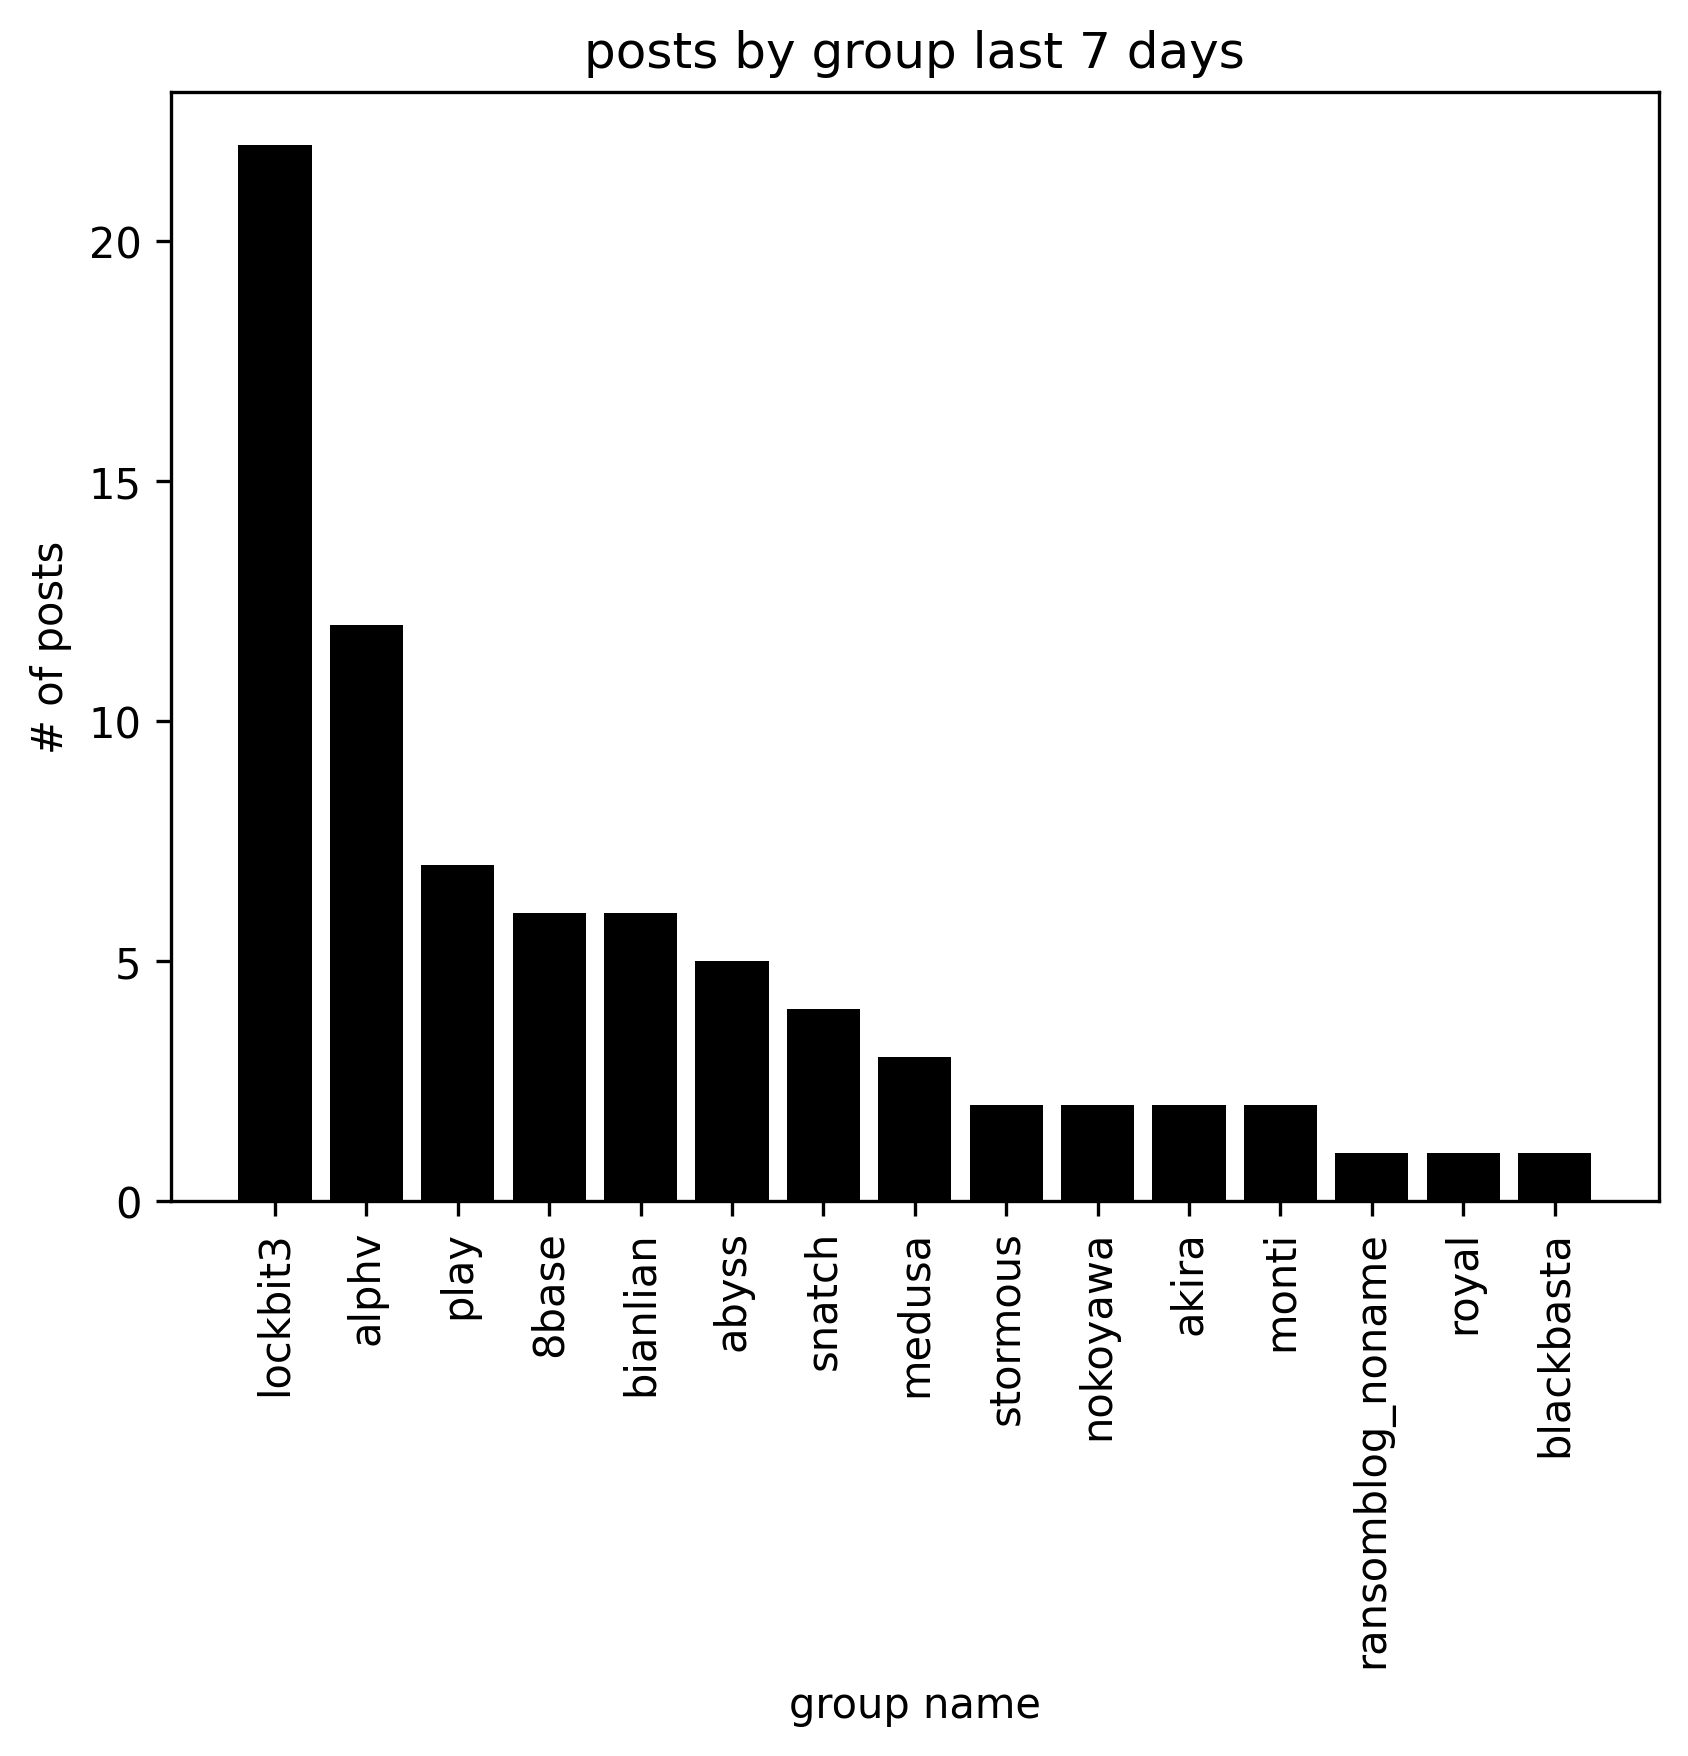 posts by group last 7 days
# of posts
20
15
10
5
0
lockbit3
alphv
play
8base
bianlian
abyss
snatch
medusa
stormous
nokoyawa
akira
monti
ransomblog_noname
royal
blackbasta
group name